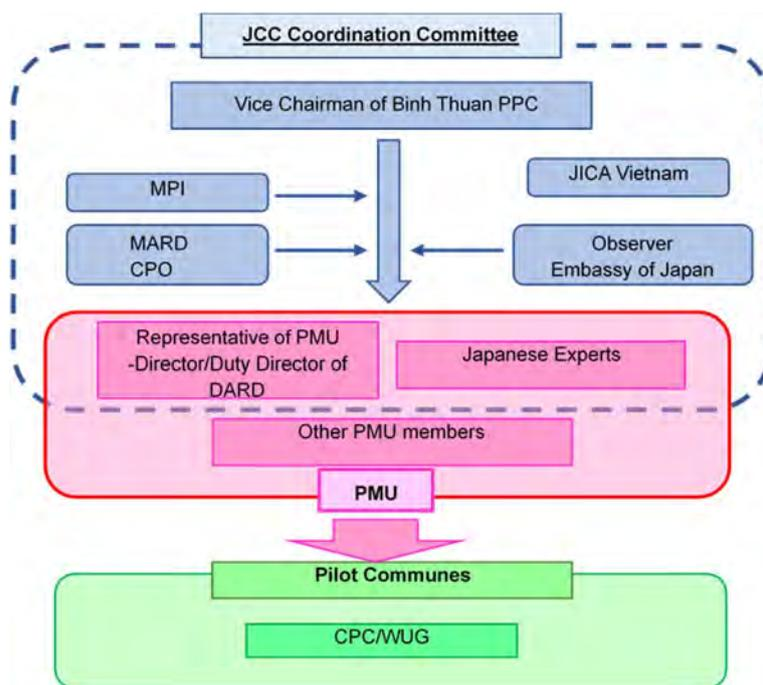 JCC Coordination Committee
Vice Chairman of Binh Thuan PPC
MPI
JICA Vietnam
MARD
CPO
Observer
Embassy of Japan
Representative of PMU
-Director/Duty Director of
DARD
Japanese Experts
Other PMU members
PMU
Pilot Communes
CPC/WUG